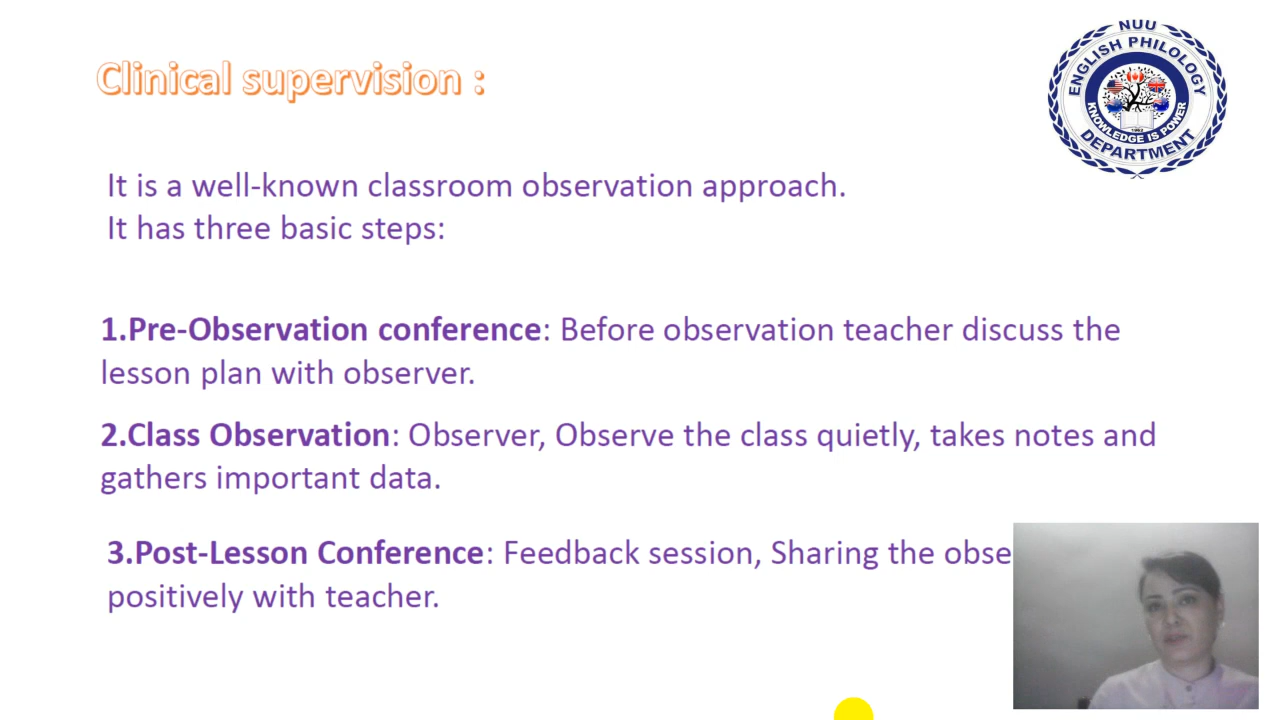 Clinical supervision :
NUU
ENGLISH PHILOLOGY
KNOWLEDGE IS POWER
DEPARTMENT
It is a well-known classroom observation approach.
It has three basic steps:
1.Pre-Observation conference: Before observation teacher discuss the
lesson plan with observer.
2.Class Observation: Observer, Observe the class quietly, takes notes and
gathers important data.
3.Post-Lesson Conference: Feedback session, Sharing the
positively with teacher.